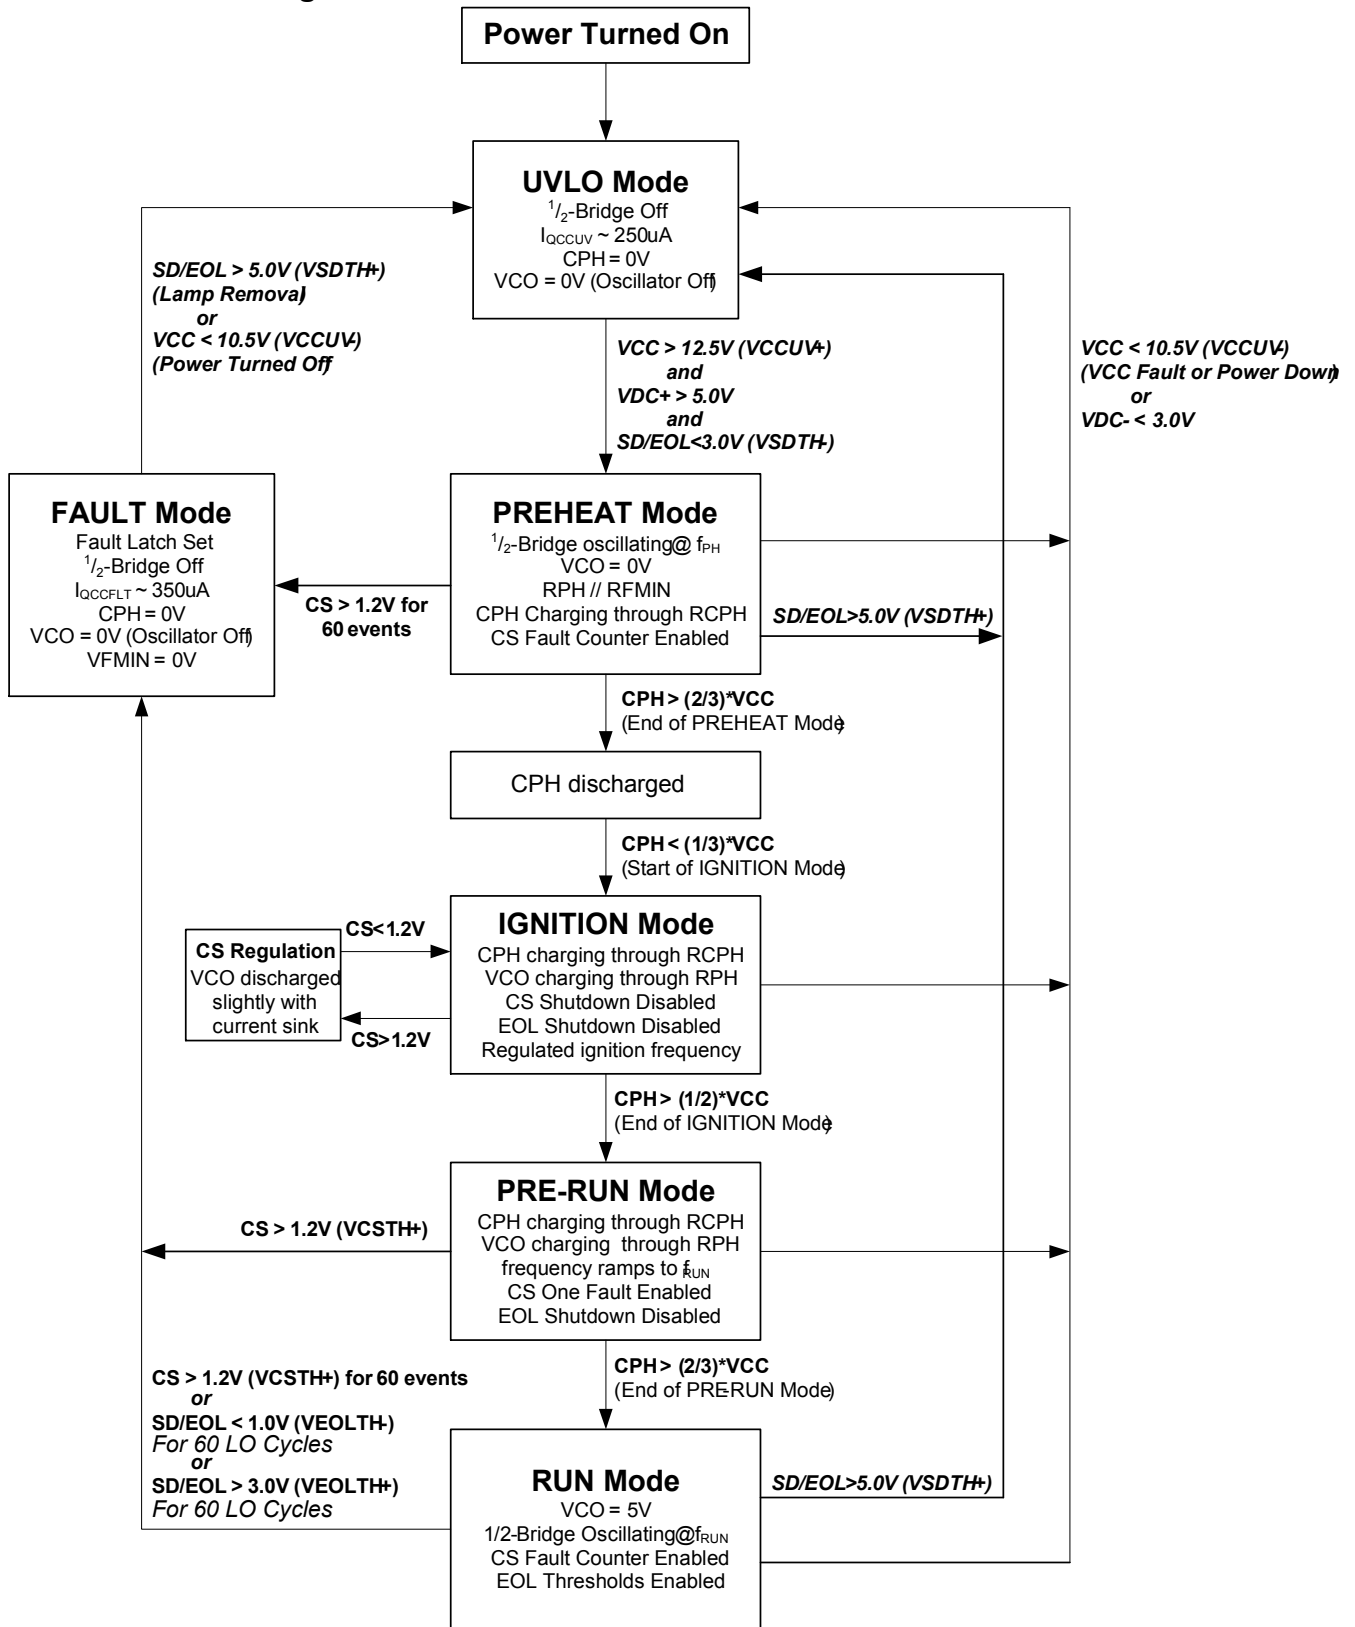 Power Turned On
UVLO Mode
1/2-Bridge Off
IQCCUV ~ 250uA
CPH = 0V
VCO = 0V (Oscillator Off)
SD/EOL > 5.0V (VSDTH+)
(Lamp Removal)
or
VCC < 10.5V (VCCUV-)
(Power Turned Off)
VCC > 12.5V (VCCUV+)
and
VDC+ > 5.0V
and
SD/EOL<3.0V (VSDTH-)
VCC < 10.5V (VCCUV-)
(VCC Fault or Power Down)
or
VDC- < 3.0V
FAULT Mode
Fault Latch Set
1/2-Bridge Off
IQCCFLT ~ 350uA
CPH = 0V
VCO = 0V (Oscillator Off)
VFMIN = 0V
CS > 1.2V for
60 events
PREHEAT Mode
1/2-Bridge oscillating@ fPH
VCO = 0V
RPH // RFMIN
CPH Charging through RCPH
CS Fault Counter Enabled
SD/EOL>5.0V (VSDTH+)
CPH > (2/3)*VCC
(End of PREHEAT Mode)
CPH discharged
CPH < (1/3)*VCC
(Start of IGNITION Mode)
CS Regulation
VCO discharged
slightly with
current sink
CS<1.2V
CS>1.2V
IGNITION Mode
CPH charging through RCPH
VCO charging through RPH
CS Shutdown Disabled
EOL Shutdown Disabled
Regulated ignition frequency
CPH > (1/2)*VCC
(End of IGNITION Mode)
PRE-RUN Mode
CPH charging through RCPH
VCO charging through RPH
frequency ramps to fRUN
CS One Fault Enabled
EOL Shutdown Disabled
CS > 1.2V (VCSTH+)
CPH > (2/3)*VCC
(End of PRE-RUN Mode)
CS > 1.2V (VCSTH+) for 60 events
or
SD/EOL < 1.0V (VEOLTH-)
For 60 LO Cycles
or
SD/EOL > 3.0V (VEOLTH+)
For 60 LO Cycles
RUN Mode
VCO = 5V
1/2-Bridge Oscillating@fRUN
CS Fault Counter Enabled
EOL Thresholds Enabled
SD/EOL>5.0V (VSDTH+)